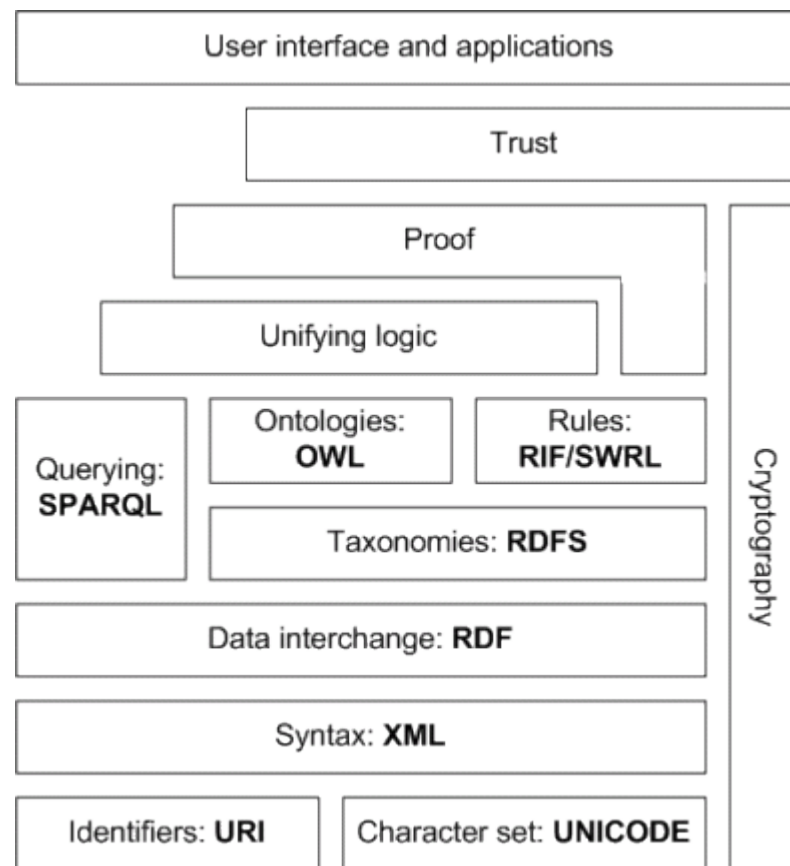 User interface and applications
Trust
Proof
Unifying logic
Querying:
SPARQL
Ontologies:
OWL
Rules:
RIF/SWRL
Taxonomies: RDFS
Cryptography
Data interchange: RDF
Syntax: XML
Identifiers: URI
Character set: UNICODE